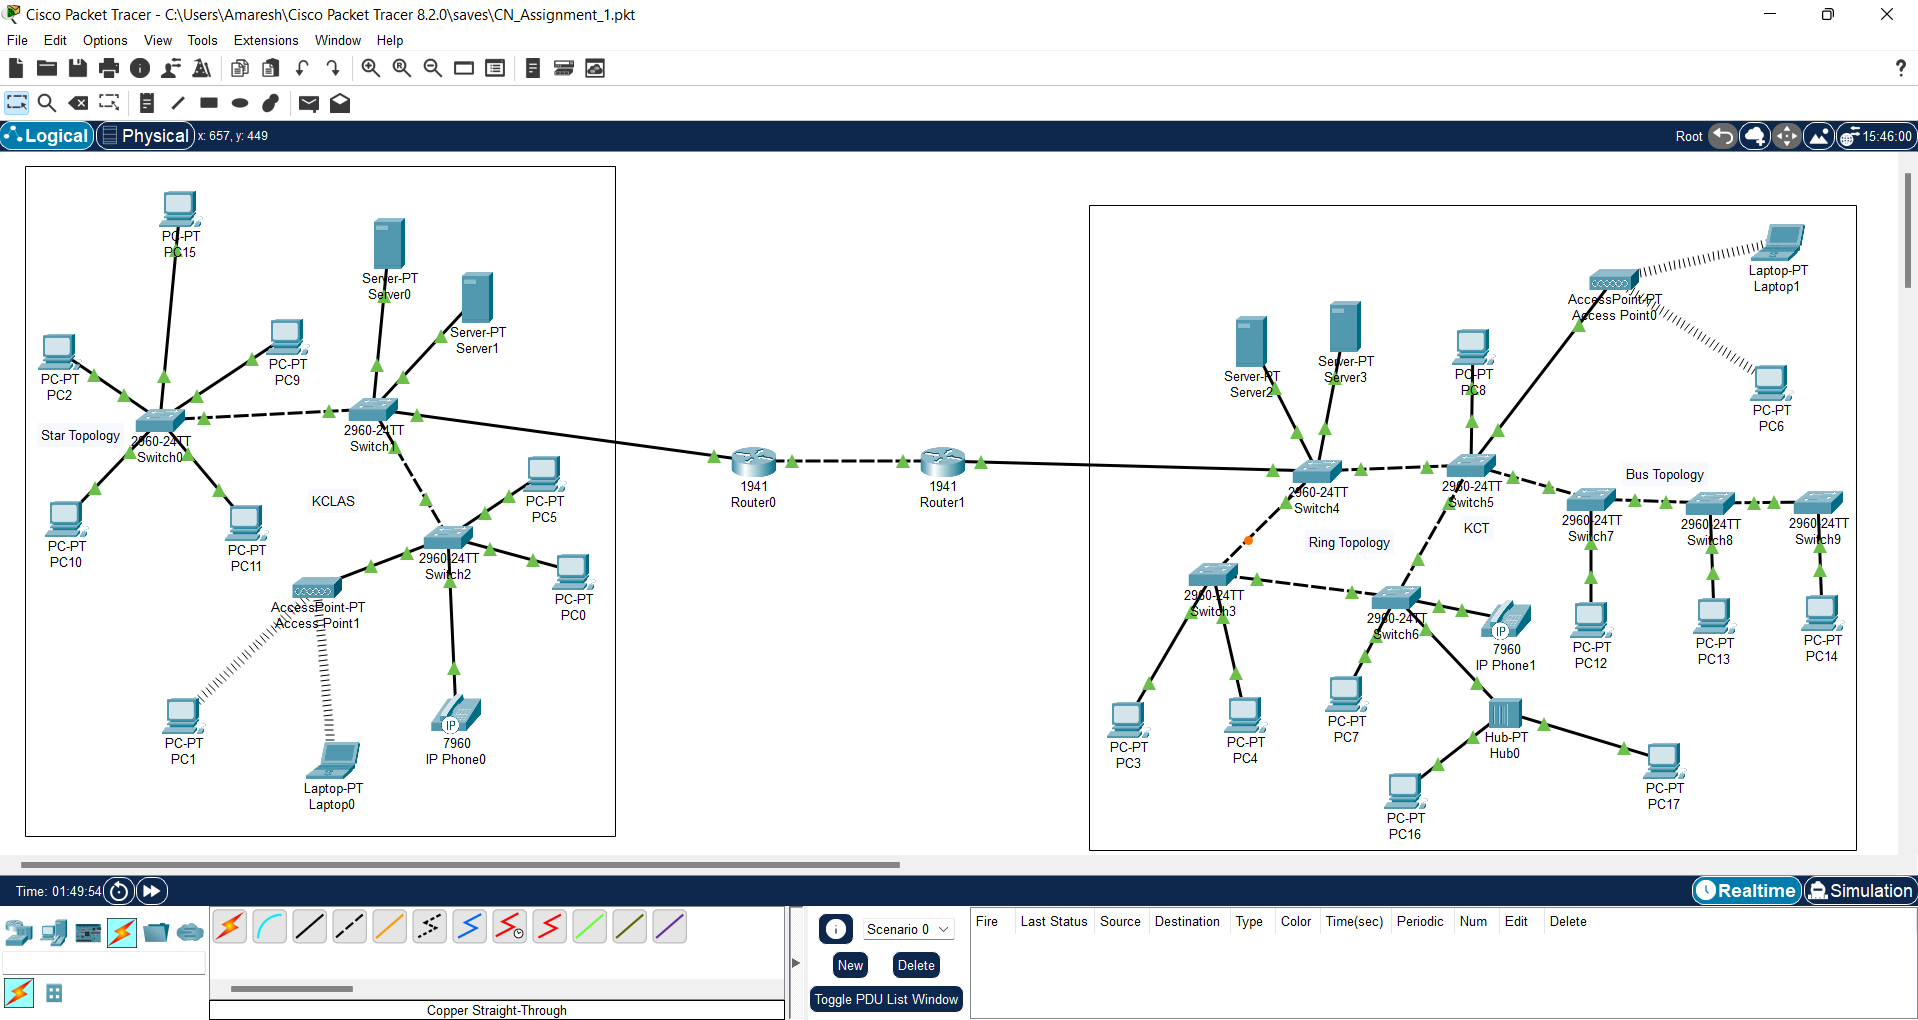 Cisco Packet Tracer - C:\Users\Amaresh\Cisco Packet Tracer 8.2.0\saves\CN_Assignment_1.pkt
File Edit Options View Tools Extensions Window Help
?
Logical Physical x: 657, y: 449 Root 15:46:00
PC-PT
PC15
Server-PT
Server0
Server-PT
Server1
PC-PT
PC2
PC-PT
PC9
Star Topology
2960-24TT
Switch0
2960-24TT
Switch1
KCLAS
PC-PT
PC10
PC-PT
PC11
PC-PT
PC5
2960-24TT
Switch2
PC-PT
PC0
AccessPoint-PT
Access Point1
PC-PT
PC1
Laptop-PT
Laptop0
IP
7960
IP Phone0
1941
Router0
1941
Router1
Laptop-PT
Laptop1
AccessPoint-PT
Access Point0
Server-PT
Server2
Server-PT
Server3
PC-PT
PC8
PC-PT
PC6
2960-24TT
Switch4
2960-24TT
Switch5
KCT
Bus Topology
2960-24TT
Switch7
2960-24TT
Switch8
2960-24TT
Switch9
Ring Topology
2960-24TT
Switch3
2960-24TT
Switch6
IP
7960
IP Phone1
PC-PT
PC12
PC-PT
PC13
PC-PT
PC14
PC-PT
PC3
PC-PT
PC4
PC-PT
PC7
Hub-PT
Hub0
PC-PT
PC16
PC-PT
PC17
Time: 01:49:54 Realtime Simulation
Scenario 0
New Delete
Toggle PDU List Window
Fire Last Status Source Destination Type Color Time(sec) Periodic Num Edit Delete
Copper Straight-Through